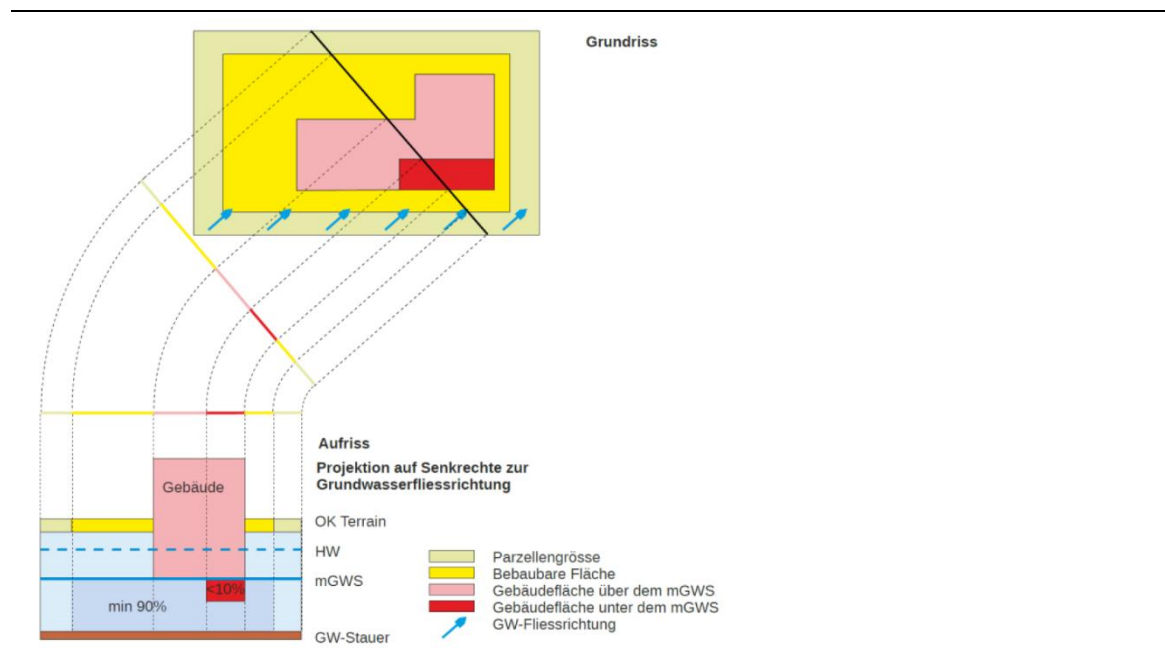 Grundriss
Aufriss
Projektion auf Senkrechte zur
Grundwasserfliessrichtung
Gebäude
OK Terrain
HW
mGWS
<10%
min 90%
GW-Stauer
Parzellengrösse
Bebaubare Fläche
Gebäudefläche über dem mGWS
Gebäudefläche unter dem mGWS
GW-Fliessrichtung